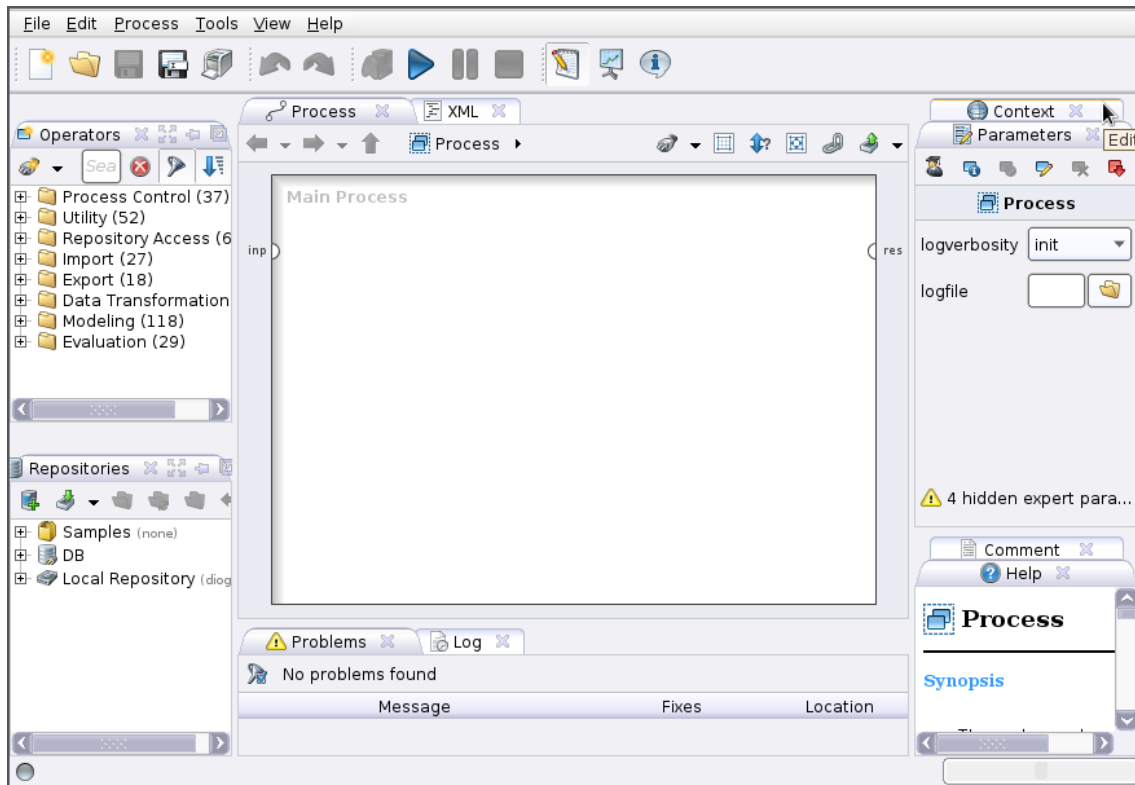 File Edit Process Tools View Help
Process XML
Context
Operators
Parameters
Edit
Process
Sea
Process Control (37)
Utility (52)
Repository Access (6
Import (27)
Export (18)
Data Transformation
Modeling (118)
Evaluation (29)
Main Process
inp
res
Process
logverbosity init
logfile
4 hidden expert para...
Repositories
Samples (none)
DB
Local Repository (diog
Comment
Help
Process
Synopsis
Problems Log
No problems found
Message Fixes Location